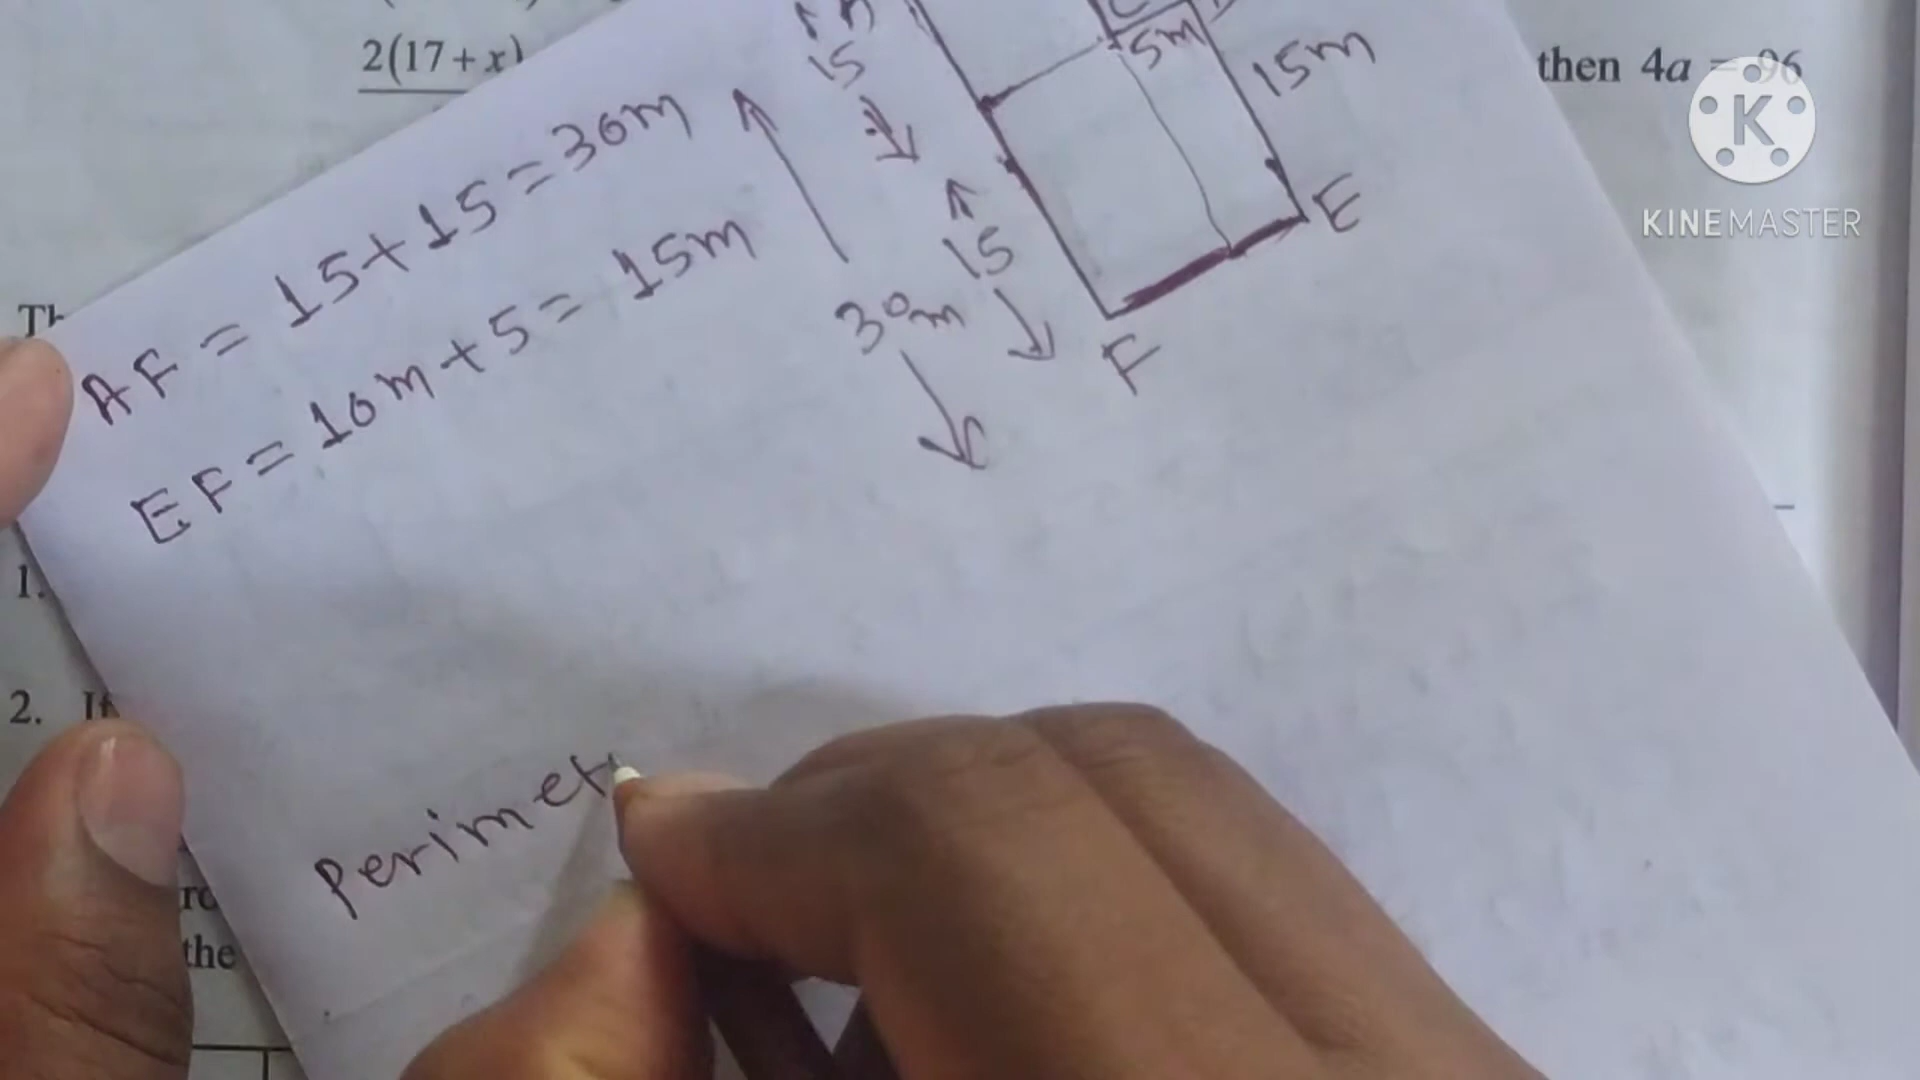 2(17 + x)
then 4a = 96
K
KINEMASTER
15
5m
15m
AF = 15 + 15 = 30m
EF = 10m + 5 = 15m
15
30m
E
F
1.
2. If
Perimet
the